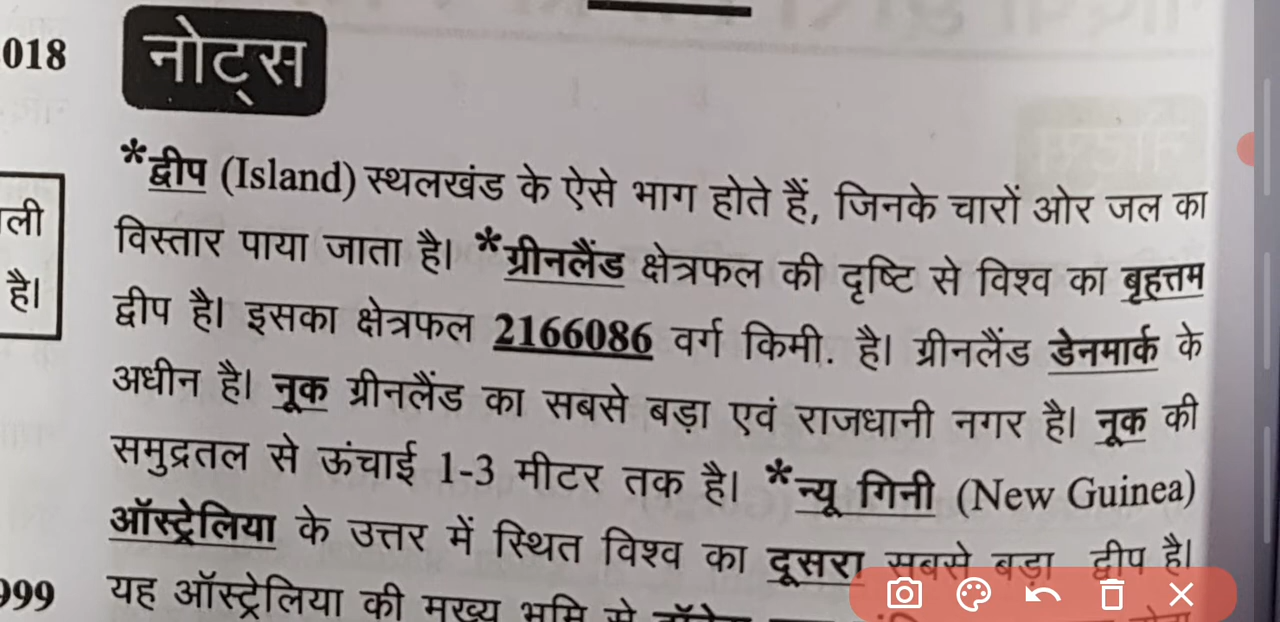 018
नोट्स
*द्वीप (Island) स्थलखंड के ऐसे भाग होते हैं, जिनके चारों ओर जल का
विस्तार पाया जाता है। *ग्रीनलैंड क्षेत्रफल की दृष्टि से विश्व का बृहत्तम
ली
द्वीप है। इसका क्षेत्रफल 2166086 वर्ग किमी. है। ग्रीनलैंड डेनमार्क के
है।
अधीन है। नूक ग्रीनलैंड का सबसे बड़ा एवं राजधानी नगर है। नूक की
समुद्रतल से ऊंचाई 1-3 मीटर तक है। *न्यू गिनी (New Guinea)
ऑस्ट्रेलिया के उत्तर में स्थित विश्व का दूसरा सबसे बड़ा द्वीप है।
999
यह ऑस्ट्रेलिया की मुख्य भूमि से